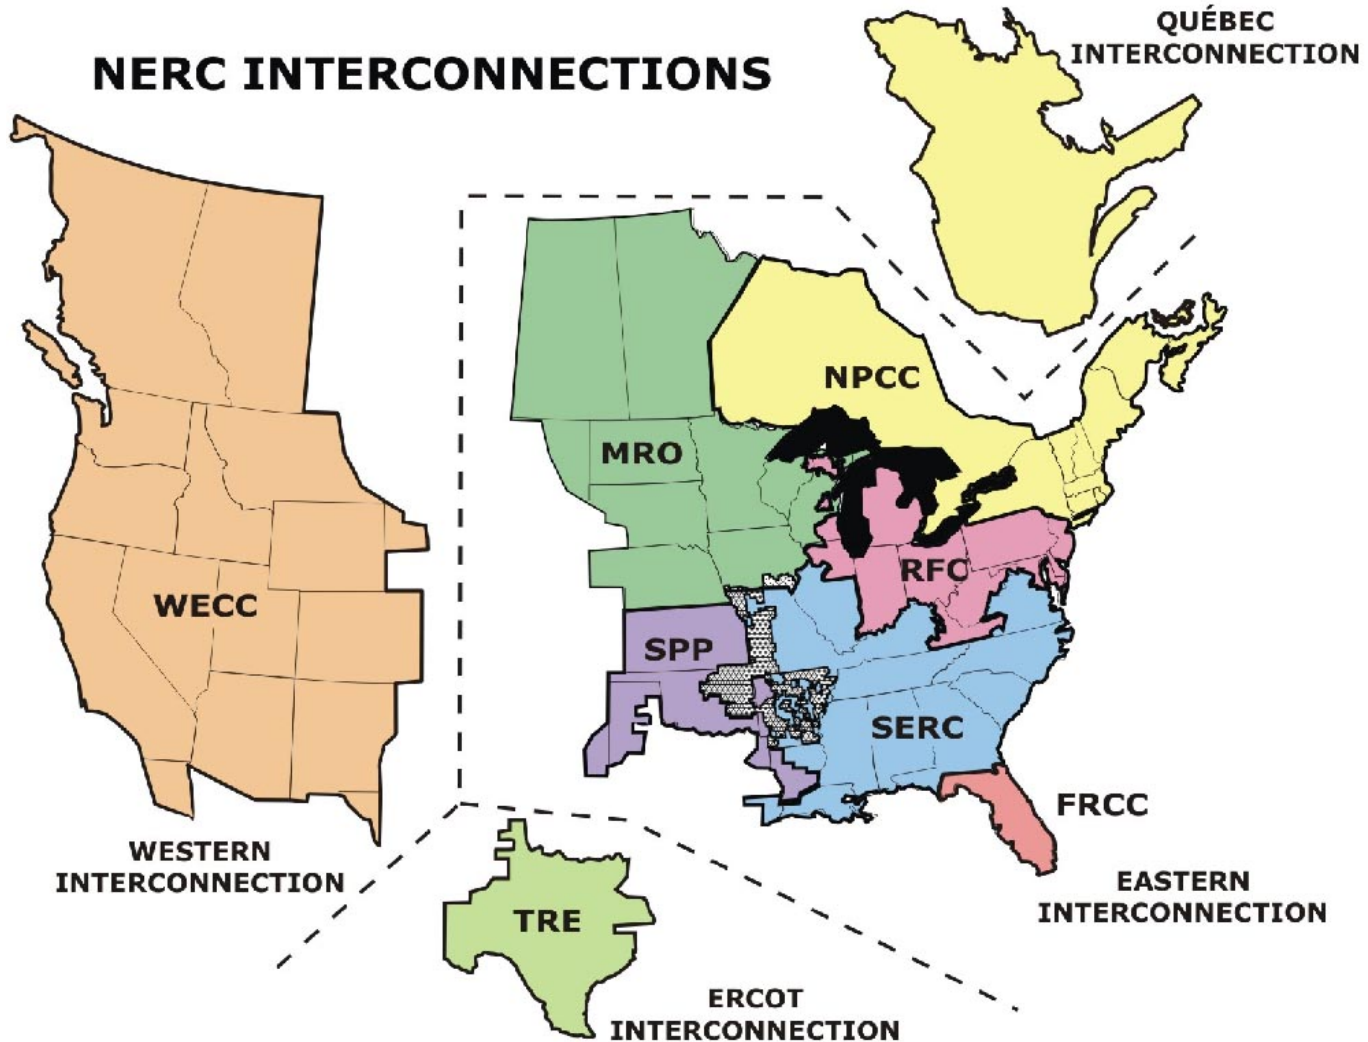 NERC INTERCONNECTIONS
QUÉBEC
INTERCONNECTION
NPCC
MRO
RFC
WECC
SPP
SERC
FRCC
WESTERN
INTERCONNECTION
EASTERN
INTERCONNECTION
TRE
ERCOT
INTERCONNECTION